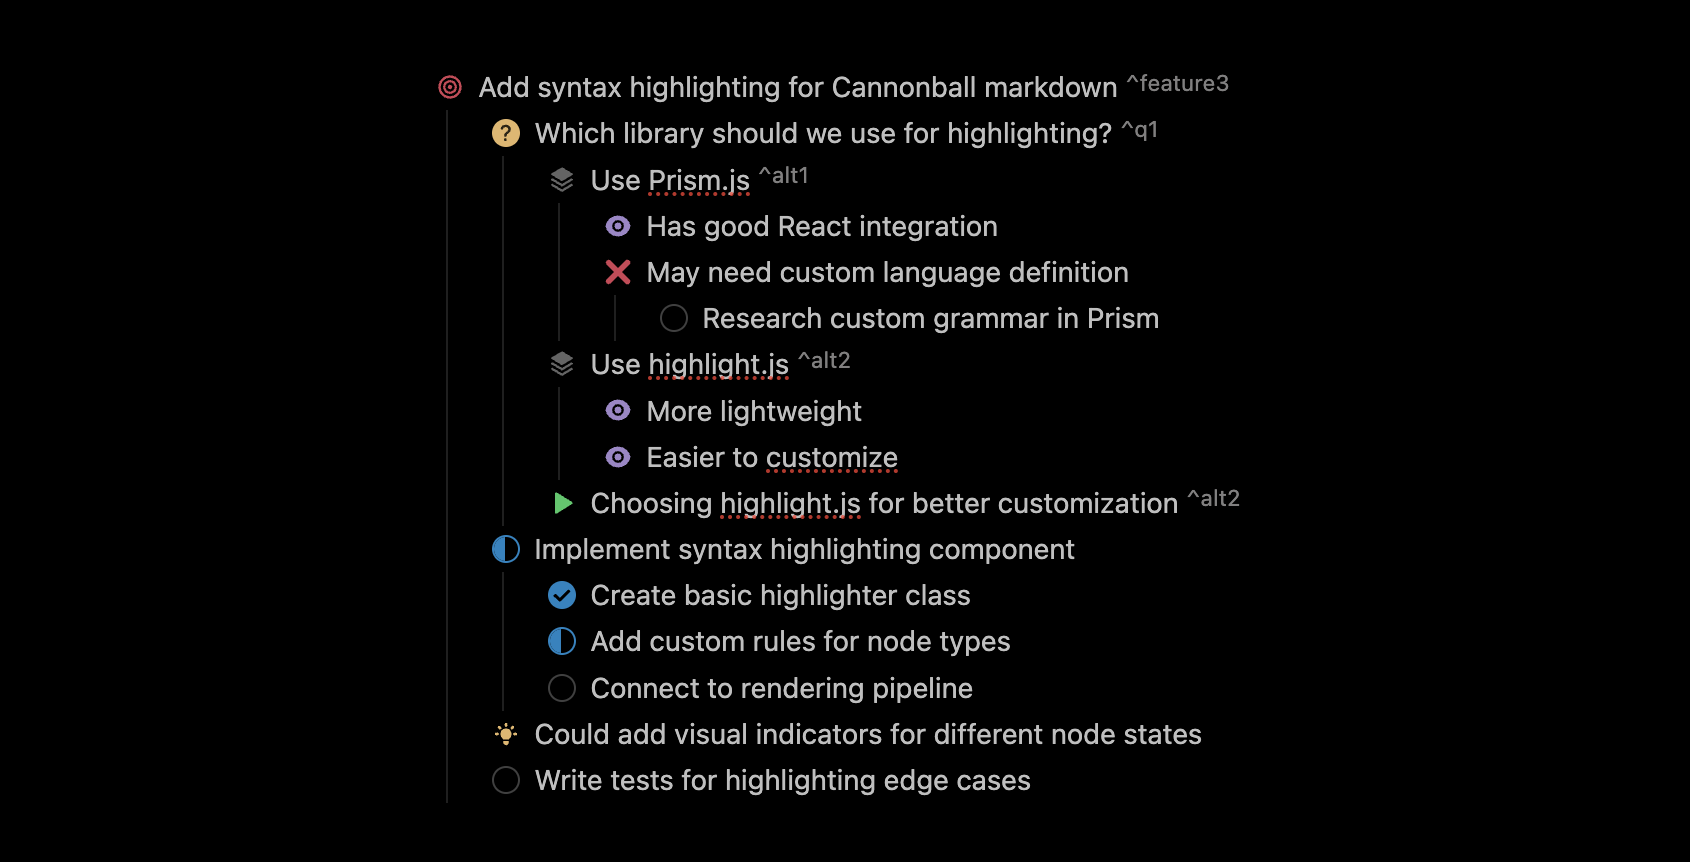 Add syntax highlighting for Cannonball markdown ^feature3
Which library should we use for highlighting? ^q1
Use Prism.js ^alt1
Has good React integration
May need custom language definition
Research custom grammar in Prism
Use highlight.js ^alt2
More lightweight
Easier to customize
Choosing highlight.js for better customization ^alt2
Implement syntax highlighting component
Create basic highlighter class
Add custom rules for node types
Connect to rendering pipeline
Could add visual indicators for different node states
Write tests for highlighting edge cases